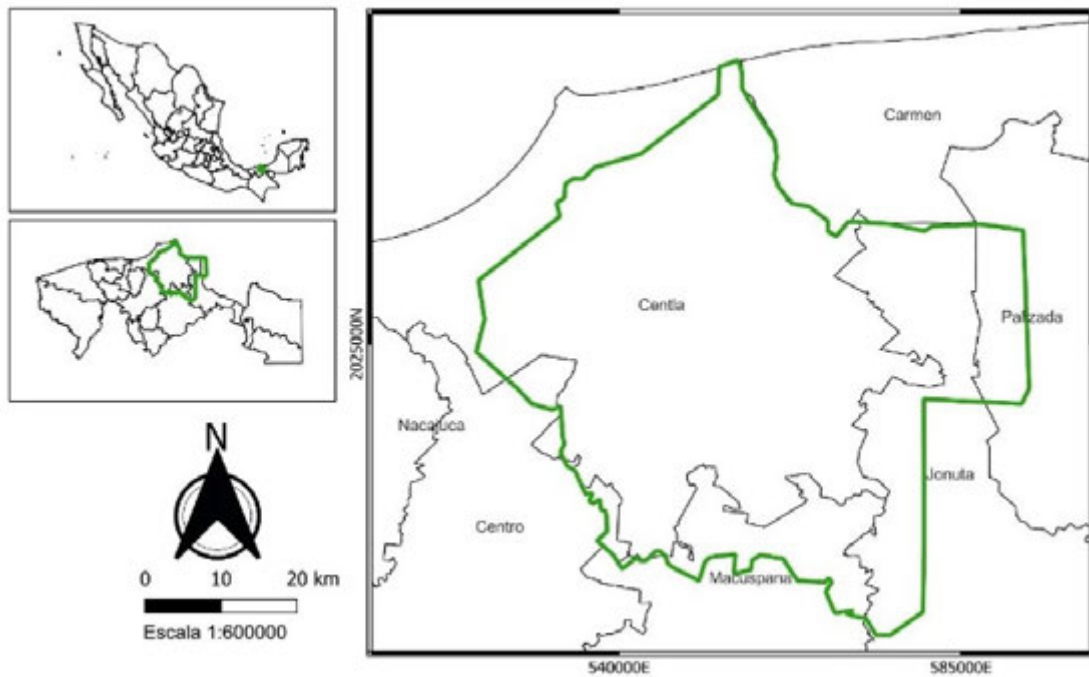 Carmen
Centla
Palizada
2025000N
Nacajuca
Jonuta
Centro
Macuspana
N
0 10 20 km
Escala 1:600000
540000E 585000E